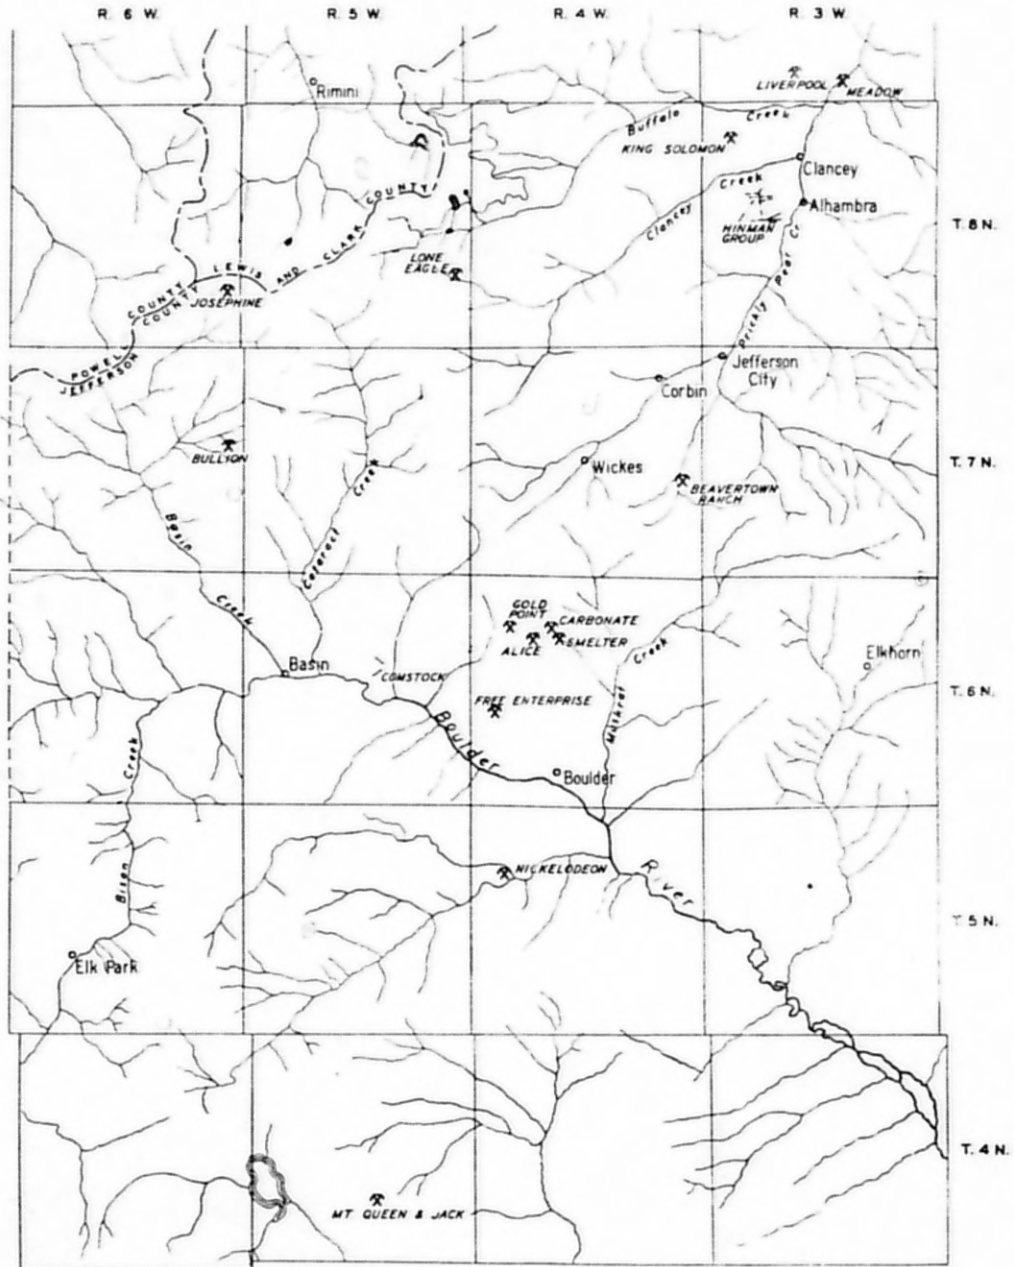 R. 6 W. R. 5 W. R. 4 W. R. 3 W.
Rimini
LIVERPOOL
MEADOW
Buffalo Creek
KING SOLOMON
Clancey
Clancey Creek
Alhambra
HINMAN
GROUP
T. 8 N.
Prickly Pear Cr.
LONE
EAGLE
LEWIS AND CLARK COUNTY
POWELL COUNTY
JEFFERSON COUNTY
JOSEPHINE
Jefferson
City
Corbin
BULLYON
Wickes
T. 7 N.
BEAVERTOWN
RANCH
Cataract Creek
Basin Creek
GOLD
POINT
CARBONATE
ALICE
SMELTER
Muskrat Creek
Elkhorn
Basin
COMSTOCK
T. 6 N.
FREE ENTERPRISE
Boulder River
Boulder
Bison Creek
NICKELODEON
T. 5 N.
Elk Park
T. 4 N.
MT. QUEEN & JACK